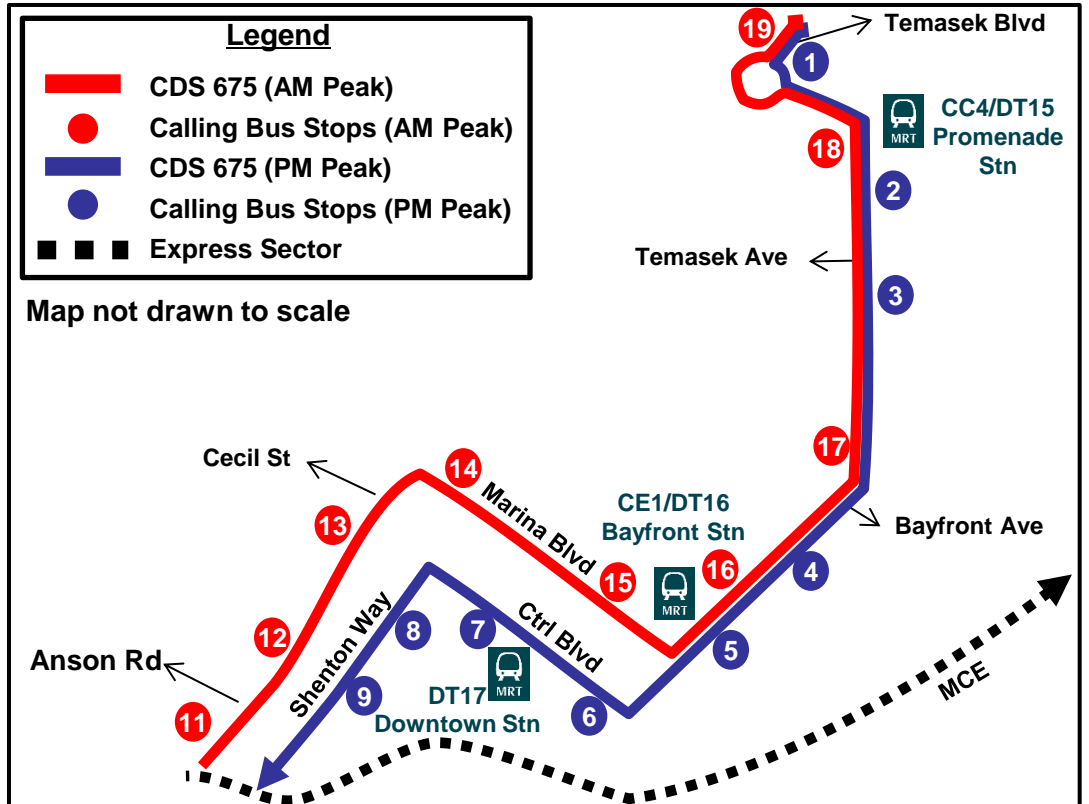 Legend
CDS 675 (AM Peak)
Calling Bus Stops (AM Peak)
CDS 675 (PM Peak)
Calling Bus Stops (PM Peak)
Express Sector
Map not drawn to scale
19
Temasek Blvd
1
MRT
CC4/DT15
Promenade
Stn
18
2
Temasek Ave
3
17
Cecil St
14
13
Marina Blvd
CE1/DT16
Bayfront Stn
Bayfront Ave
15
MRT
16
4
12
8
7
Ctrl Blvd
5
Anson Rd
Shenton Way
9
MRT
DT17
Downtown Stn
6
MCE
11